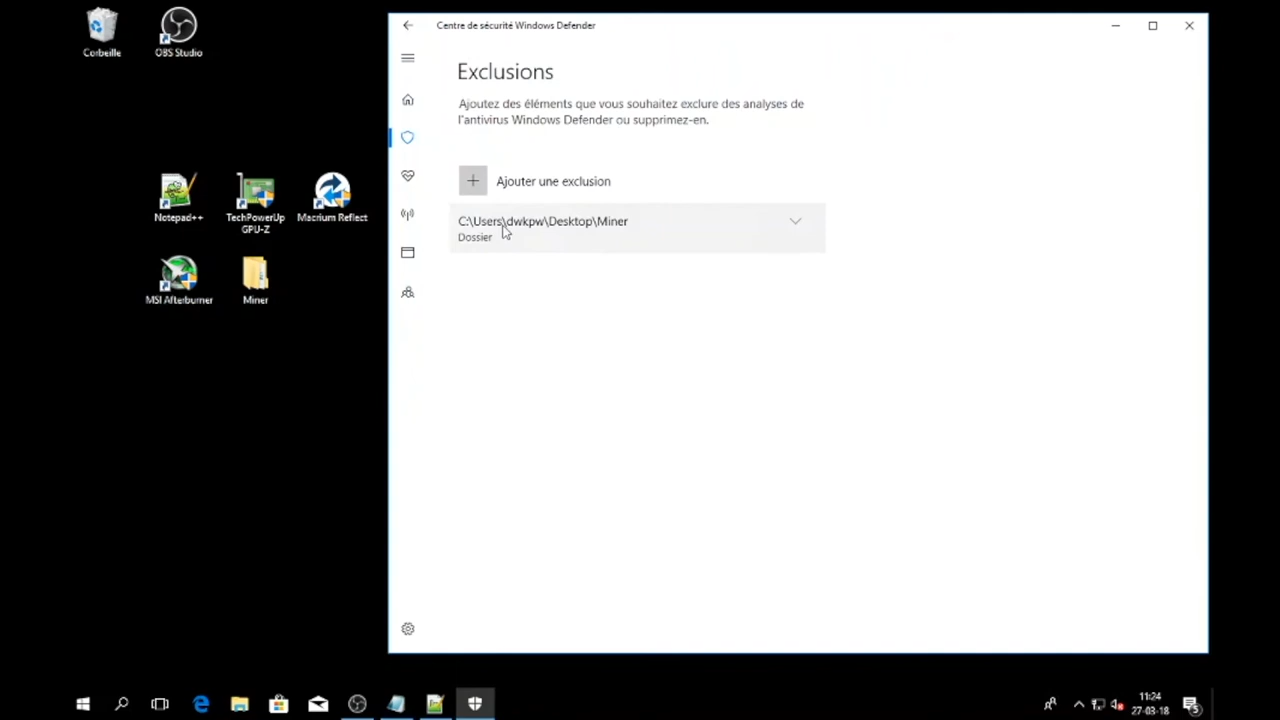 Corbeille
OBS Studio
Notepad++
TechPowerUp
GPU-Z
Macrium Reflect
MSI Afterburner
Miner
Centre de sécurité Windows Defender
Exclusions
Ajoutez des éléments que vous souhaitez exclure des analyses de
l'antivirus Windows Defender ou supprimez-en.
Ajouter une exclusion
C:\Users\dwkpw\Desktop\Miner
Dossier
11:24
27-03-18
5